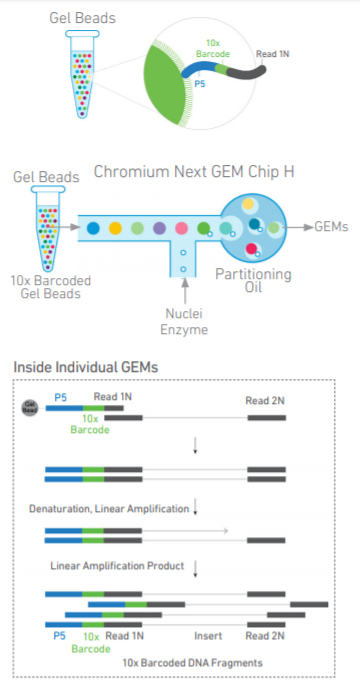 Gel Beads
10x
Barcode
Read 1N
P5
Chromium Next GEM Chip H
Gel Beads
GEMs
10x Barcoded
Gel Beads
Partitioning
Oil
Nuclei
Enzyme
Inside Individual GEMs
P5
Read 1N
Read 2N
Gel
Bead
10x
Barcode
Denaturation, Linear Amplification
Linear Amplification Product
P5
10x
Barcode
Read 1N
Insert
Read 2N
10x Barcoded DNA Fragments